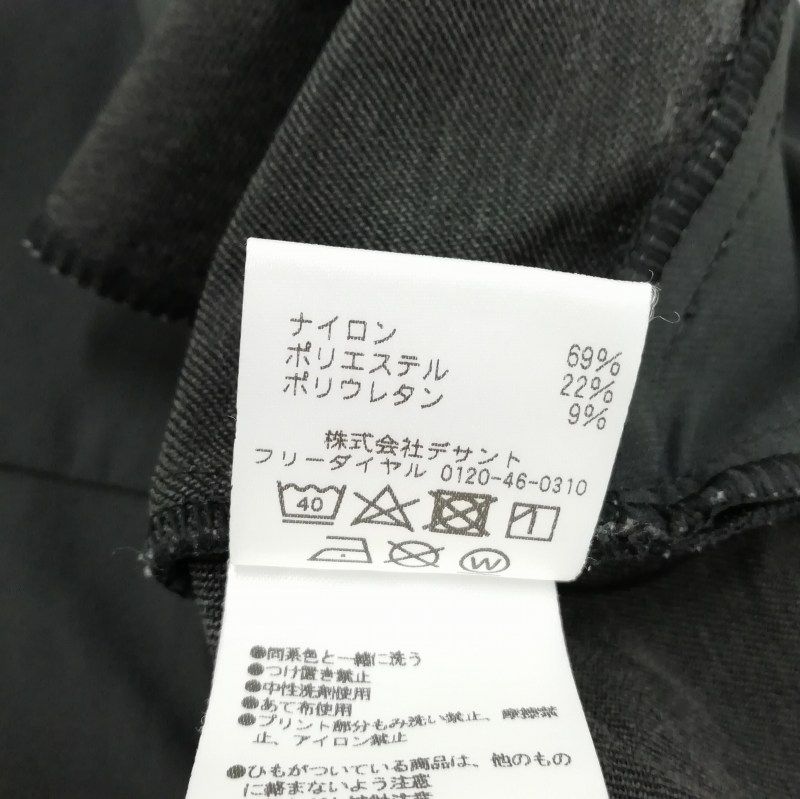 ナイロン 69%
ポリエステル 22%
ポリウレタン 9%
株式会社デサント
フリーダイヤル 0120-46-0310
40
W
●同系色と一緒に洗う
●つけ置き禁止
●中性洗剤使用
●あて布使用
●プリント部分もみ洗い禁止、摩擦禁
止、アイロン禁止
●ひもがついている製品は、他のもの
に絡まないよう注意